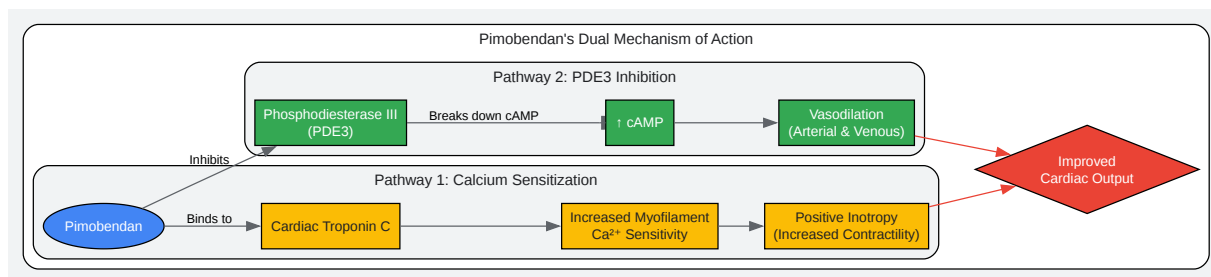 Pimobendan's Dual Mechanism of Action
Pathway 2: PDE3 Inhibition
Phosphodiesterase III
(PDE3)
Breaks down cAMP
↑ cAMP
Vasodilation
(Arterial & Venous)
Inhibits
Improved
Cardiac Output
Pathway 1: Calcium Sensitization
Pimobendan
Binds to
Cardiac Troponin C
Increased Myofilament
Ca²⁺ Sensitivity
Positive Inotropy
(Increased Contractility)